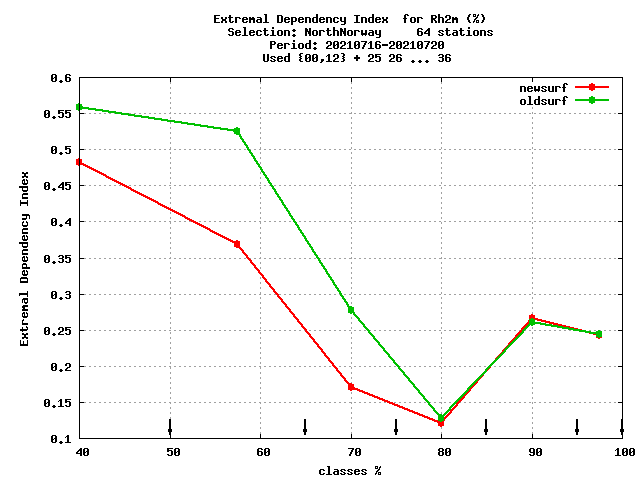 Extremal Dependency Index  for Rh2m (%)
Selection: NorthNorway     64 stations
Period: 20210716-20210720
Used {00,12} + 25 26 ... 36
newsurf
oldsurf
Extremal Dependency Index
0.6
0.55
0.5
0.45
0.4
0.35
0.3
0.25
0.2
0.15
0.1
40 50 60 70 80 90 100
classes %